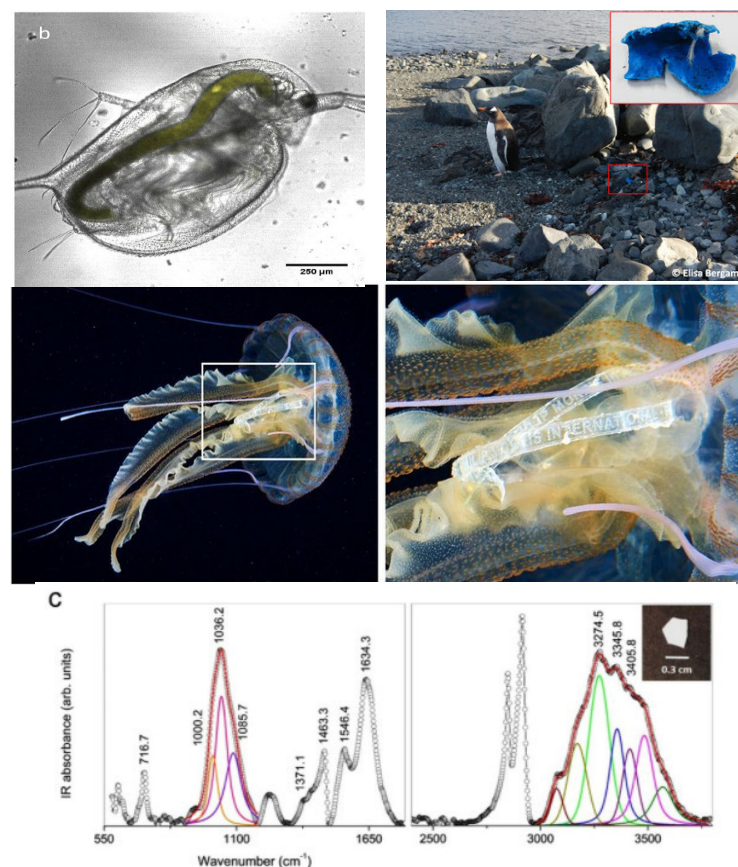 b
250 µm
© Elisa Bergam
INTERNATIONAL
C
IR absorbance (arb. units)
716.7
1000.2
1036.2
1085.7
1371.1
1463.3
1546.4
1634.3
3274.5
3345.8
3405.8
0.3 cm
550 1100 1650 2500 3000 3500
Wavenumber (cm⁻¹)